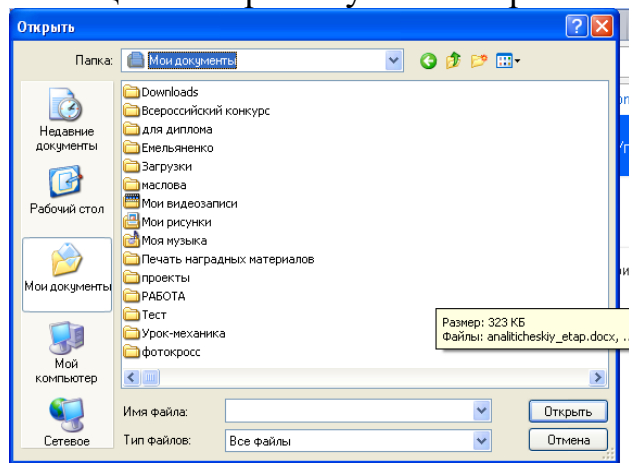 Открыть
Папка: Мои документы
Недавние документы
Рабочий стол
Мои документы
Мой компьютер
Сетевое
Downloads
Всероссийский конкурс
для диплома
Емельяненко
Загрузки
маслова
Мои видеозаписи
Мои рисунки
Моя музыка
Печать наградных материалов
проекты
РАБОТА
Тест
Урок-механика
фотокросс
Размер: 323 КБ
Файлы: analiticheskiy_etap.docx, ...
Имя файла:
Открыть
Тип файлов: Все файлы
Отмена